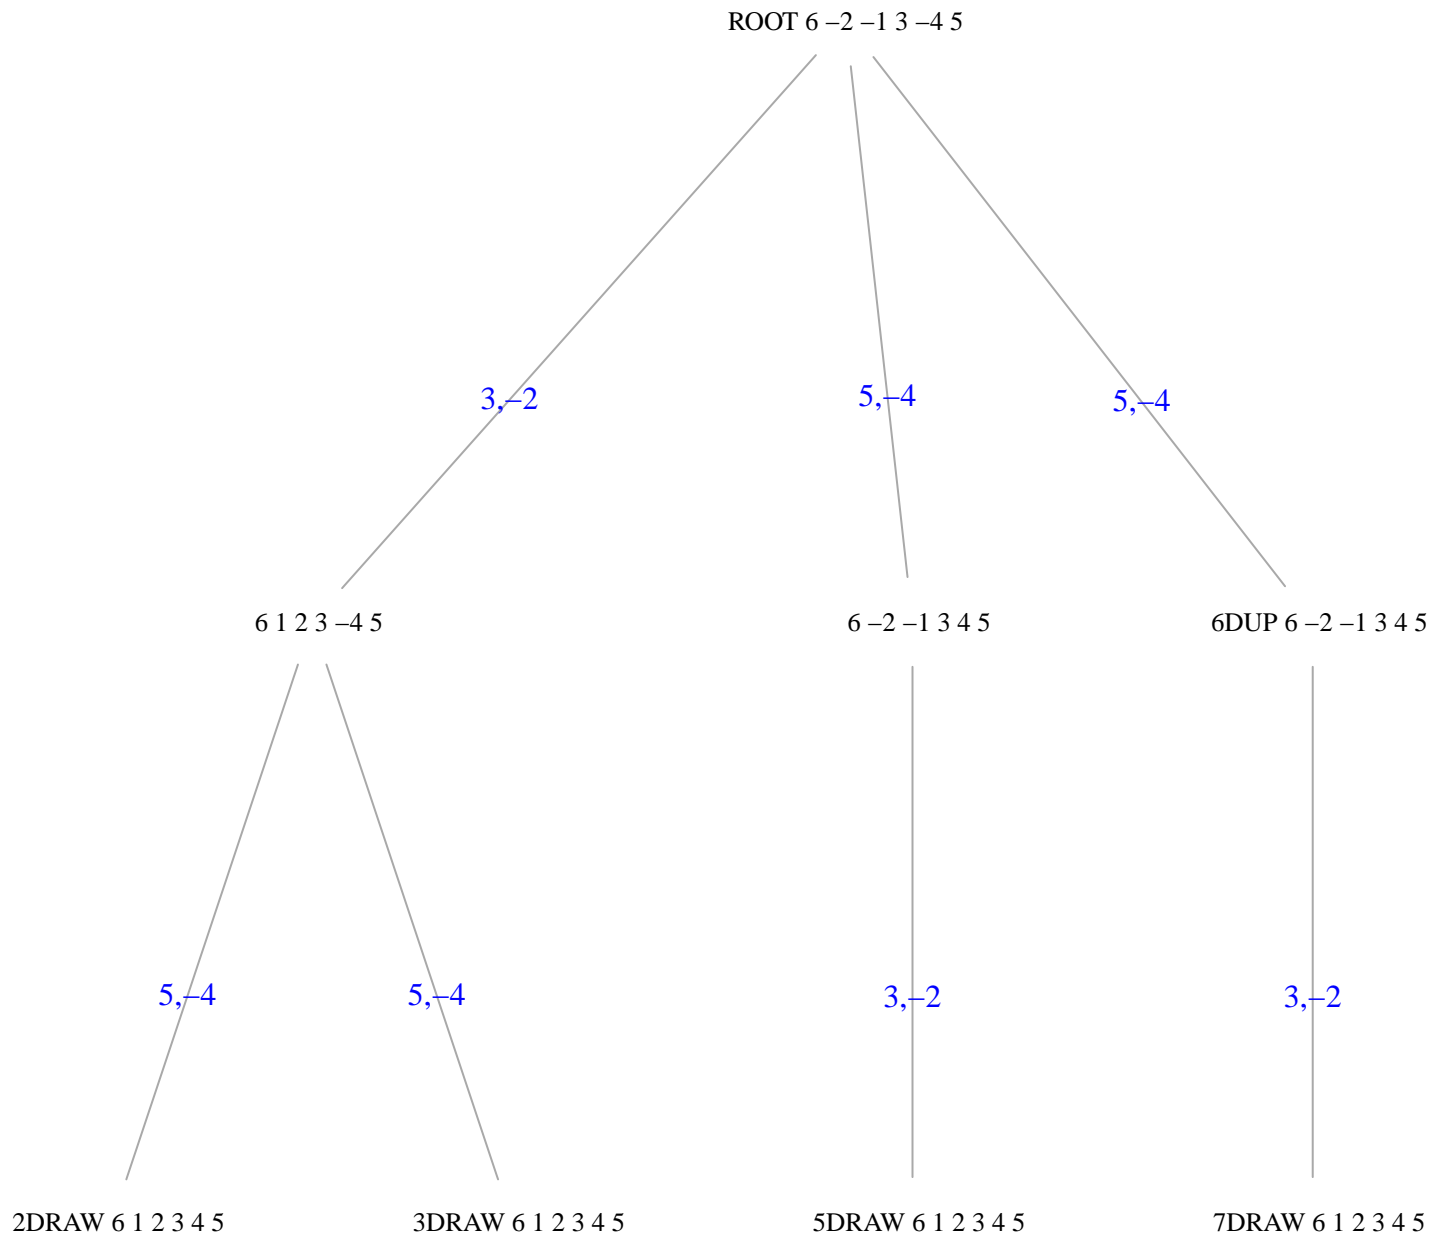 ROOT 6 –2 –1 3 –4 5
3,–2
5,–4
5,–4
6 1 2 3 –4 5
6 –2 –1 3 4 5
6DUP 6 –2 –1 3 4 5
5,–4
5,–4
3,–2
3,–2
2DRAW 6 1 2 3 4 5
3DRAW 6 1 2 3 4 5
5DRAW 6 1 2 3 4 5
7DRAW 6 1 2 3 4 5